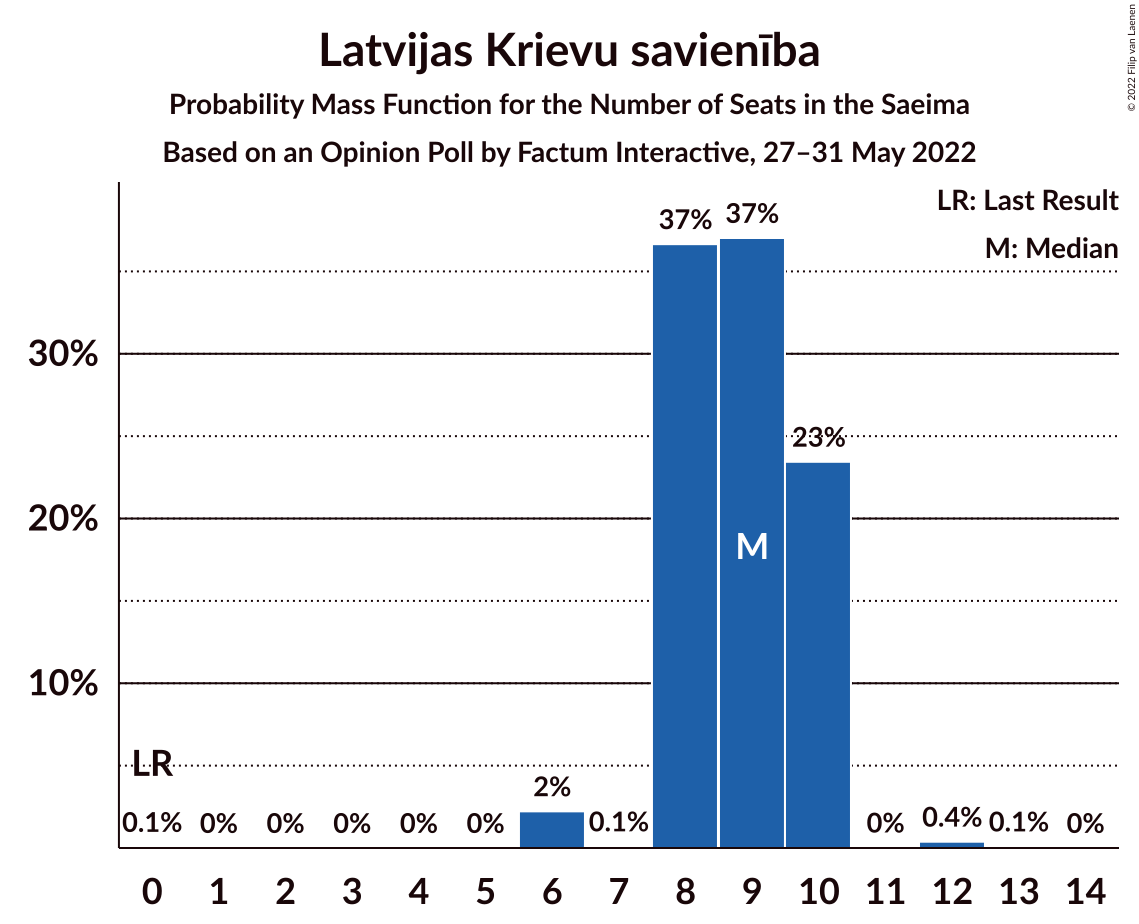 Latvijas Krievu savienība
Probability Mass Function for the Number of Seats in the Saeima
Based on an Opinion Poll by Factum Interactive, 27–31 May 2022
© 2022 Filip van Laenen
LR: Last Result
M: Median
37%
37%
30%
23%
20%
M
10%
LR
2%
0.1%
0%
0%
0%
0%
0%
0.1%
0%
0.4%
0.1%
0%
0 1 2 3 4 5 6 7 8 9 10 11 12 13 14